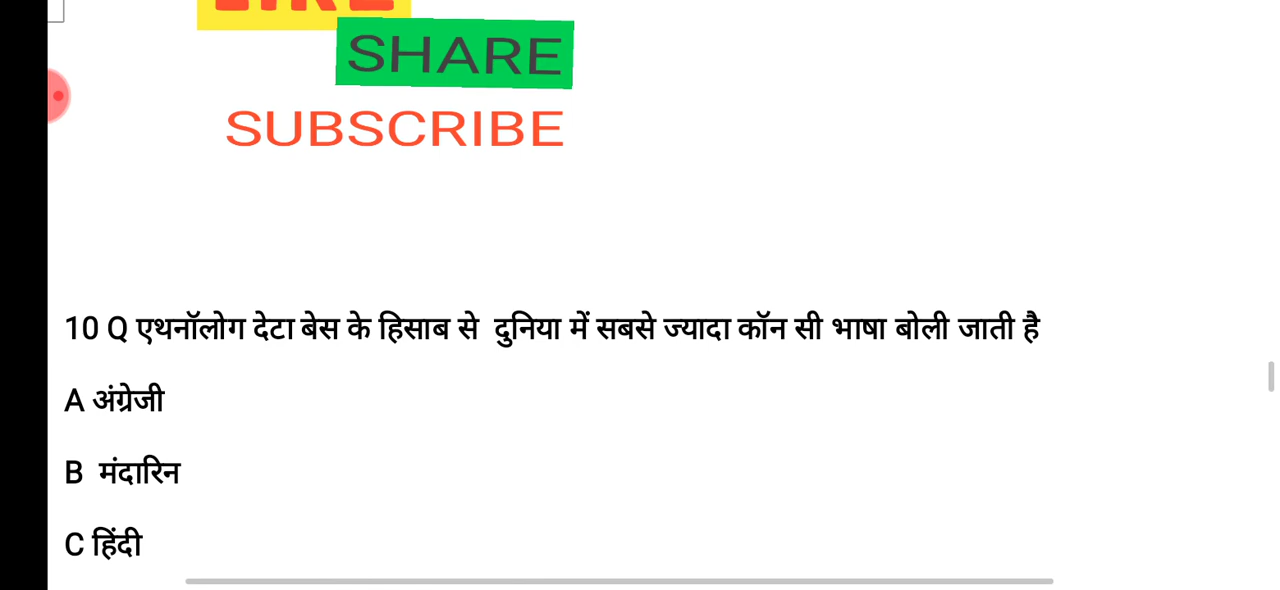 SHARE
SUBSCRIBE
10 Q एथनॉलोग देटा बेस के हिसाब से दुनिया में सबसे ज्यादा कॉन सी भाषा बोली जाती है
A अंग्रेजी
B मंदारिन
C हिंदी